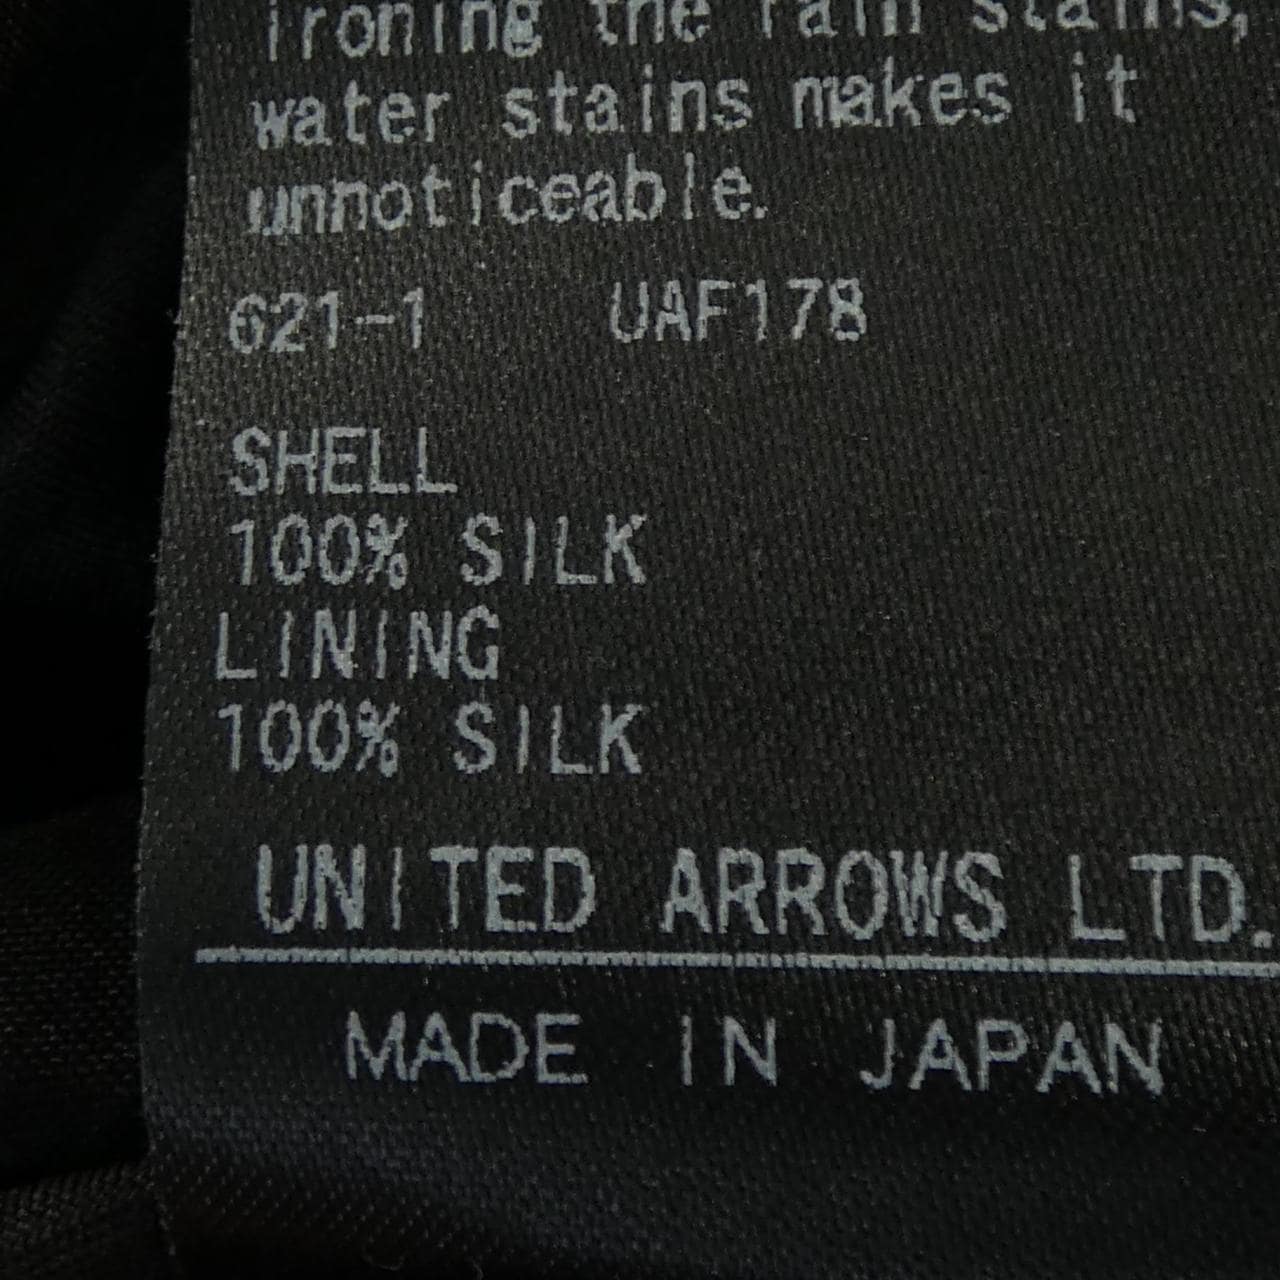 ironing the rain stains,
water stains makes it
unnoticeable.
621-1 UAF178
SHELL
100% SILK
LINING
100% SILK
UNITED ARROWS LTD.
MADE IN JAPAN